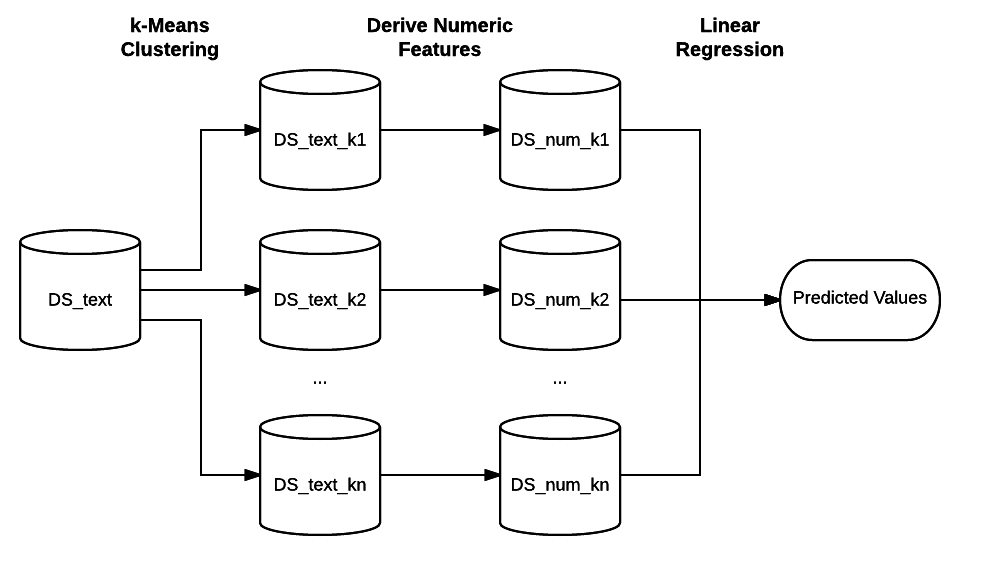 k-Means
Clustering
Derive Numeric
Features
Linear
Regression
DS_text_k1
DS_num_k1
DS_text
DS_text_k2
DS_num_k2
Predicted Values
...
...
DS_text_kn
DS_num_kn